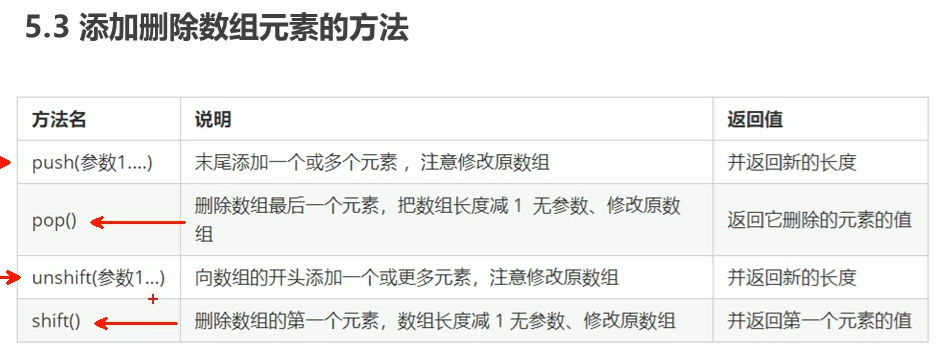 5.3 添加删除数组元素的方法
方法名 说明 返回值
push(参数1....) 末尾添加一个或多个元素，注意修改原数组 并返回新的长度
pop() 删除数组最后一个元素，把数组长度减 1 无参数、修改原数 返回它删除的元素的值
组
unshift(参数1...) 向数组的开头添加一个或更多元素，注意修改原数组 并返回新的长度
shift() 删除数组的第一个元素，数组长度减 1 无参数、修改原数组 并返回第一个元素的值